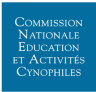 Commission
Nationale
Education
et Activités
Cynophiles